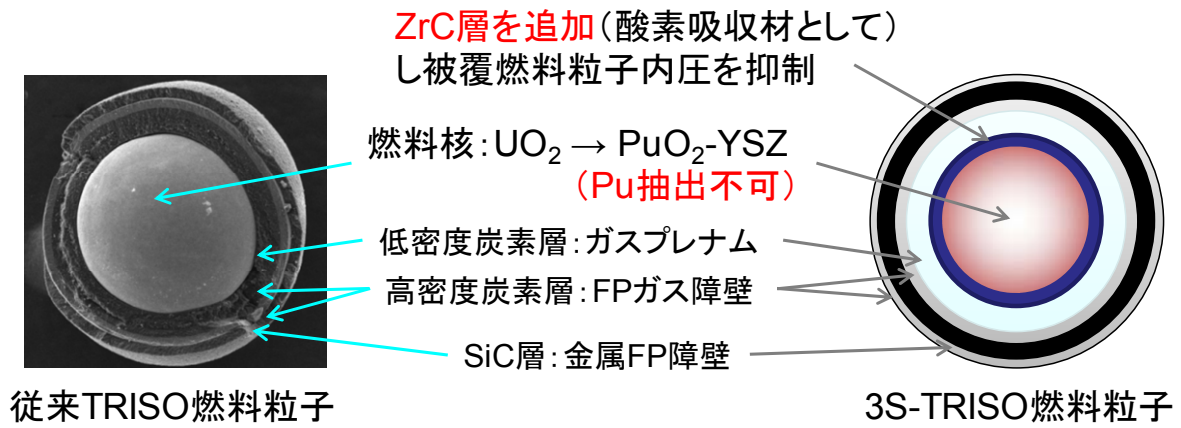 ZrC層を追加(酸素吸収材として)
し被覆燃料粒子内圧を抑制
燃料核：UO₂ → PuO₂-YSZ
（Pu抽出不可）
低密度炭素層：ガスプレナム
高密度炭素層：FPガス障壁
SiC層：金属FP障壁
従来TRISO燃料粒子
3S-TRISO燃料粒子